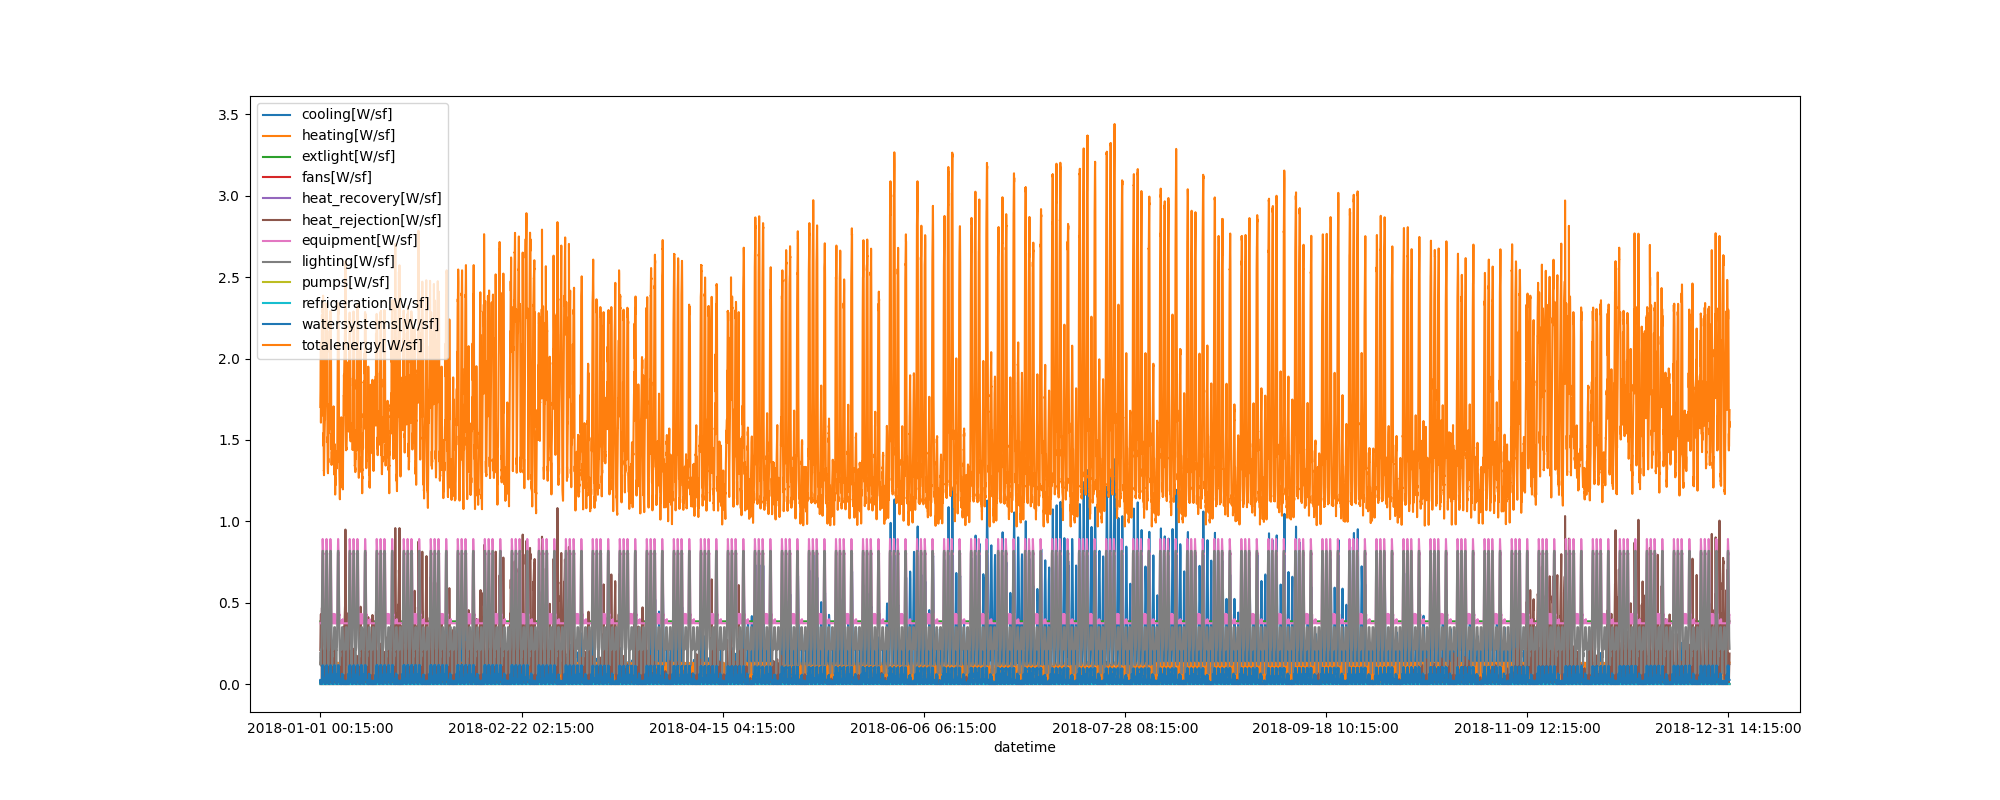 3.5
3.0
2.5
2.0
1.5
1.0
0.5
0.0
cooling[W/sf]
heating[W/sf]
extlight[W/sf]
fans[W/sf]
heat_recovery[W/sf]
heat_rejection[W/sf]
equipment[W/sf]
lighting[W/sf]
pumps[W/sf]
refrigeration[W/sf]
watersystems[W/sf]
totalenergy[W/sf]
2018-01-01 00:15:00 2018-02-22 02:15:00 2018-04-15 04:15:00 2018-06-06 06:15:00 2018-07-28 08:15:00 2018-09-18 10:15:00 2018-11-09 12:15:00 2018-12-31 14:15:00
datetime